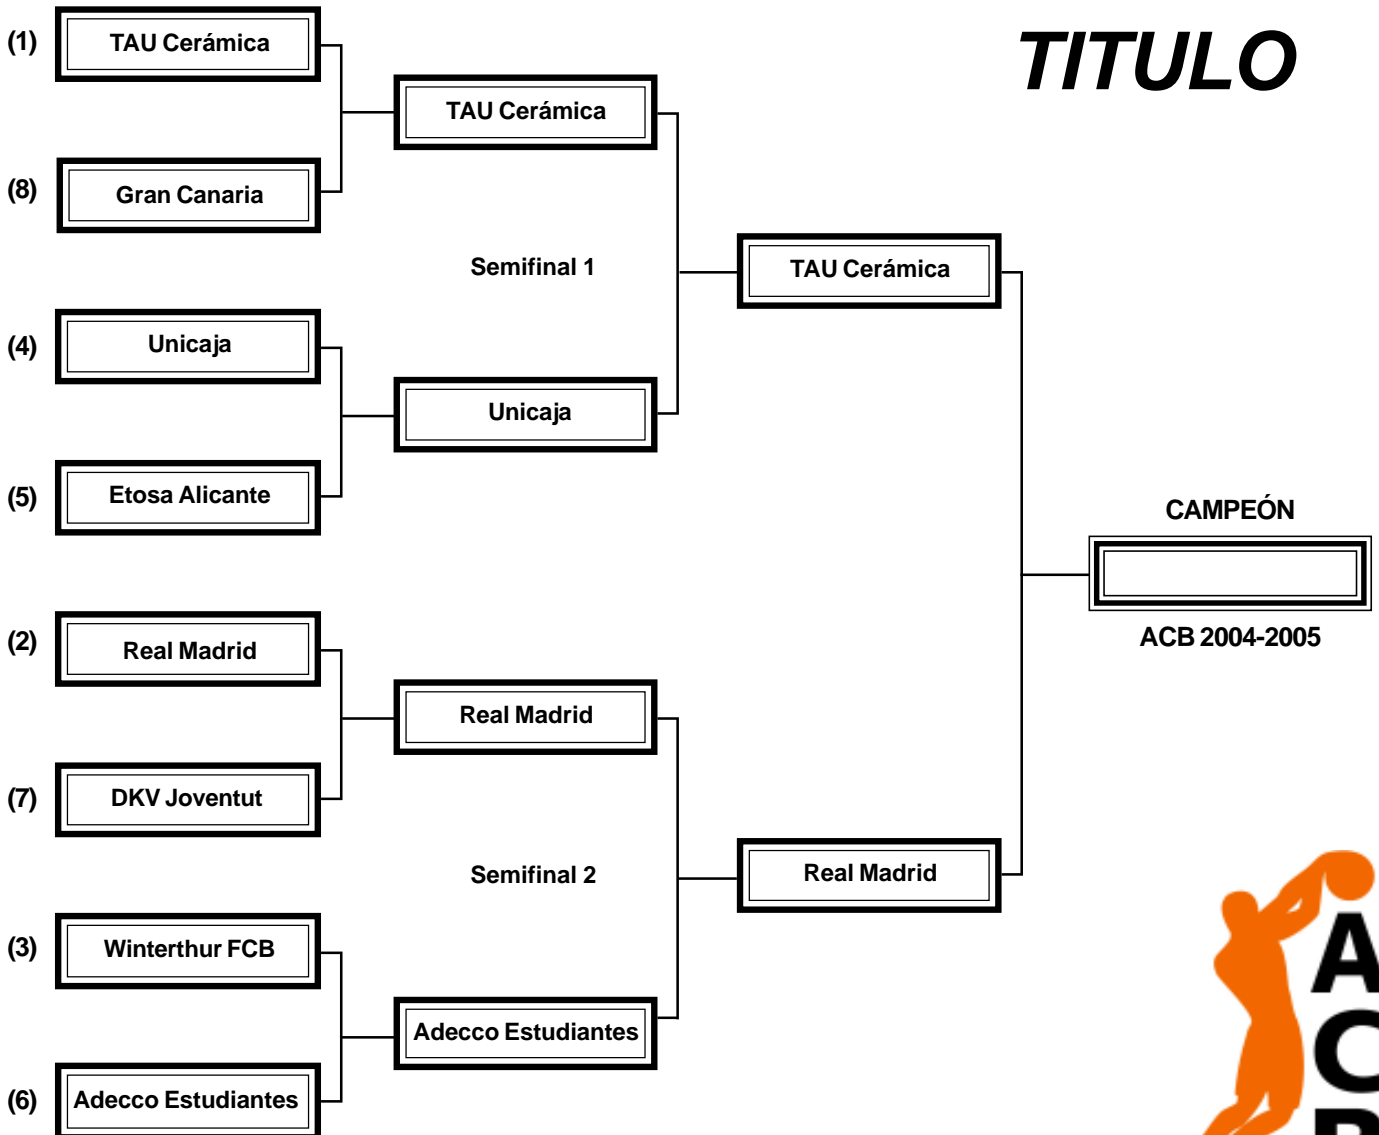 TITULO
(1) TAU Cerámica
TAU Cerámica
(8) Gran Canaria
Semifinal 1
TAU Cerámica
(4) Unicaja
Unicaja
(5) Etosa Alicante
CAMPEÓN
ACB 2004-2005
(2) Real Madrid
Real Madrid
(7) DKV Joventut
Semifinal 2
Real Madrid
(3) Winterthur FCB
Adecco Estudiantes
(6) Adecco Estudiantes
A
C
B